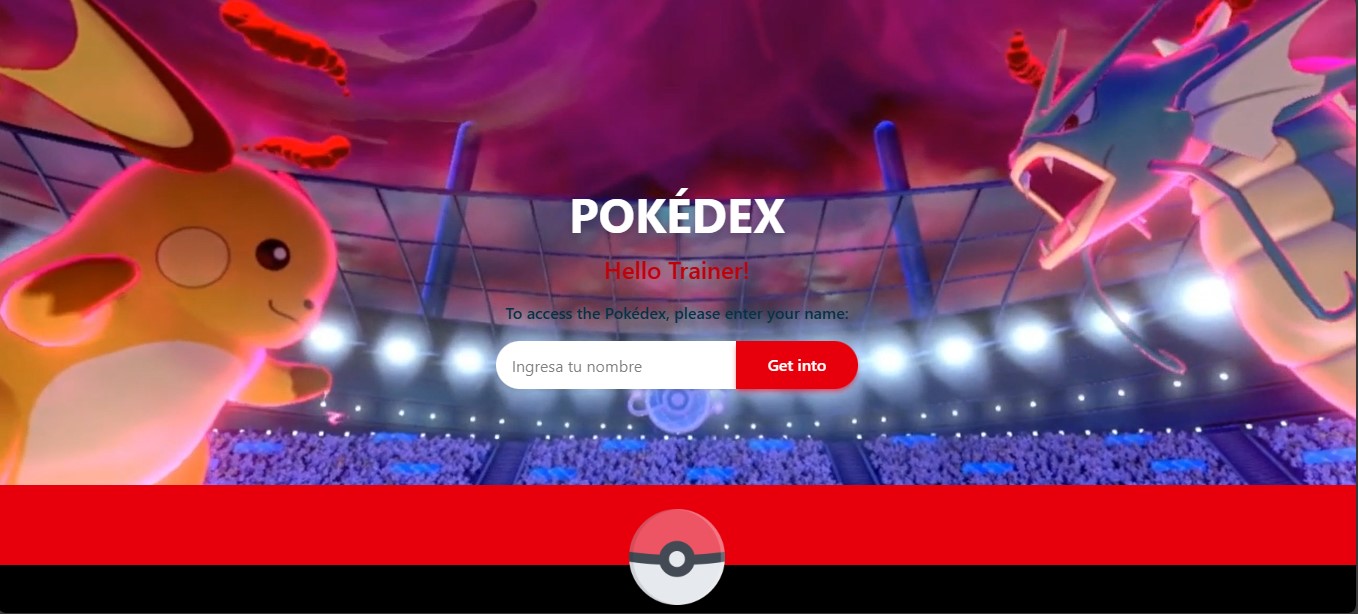 POKÉDEX
Hello Trainer!
To access the Pokédex, please enter your name:
Ingresa tu nombre
Get into